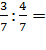 3/7 : 4/7 =